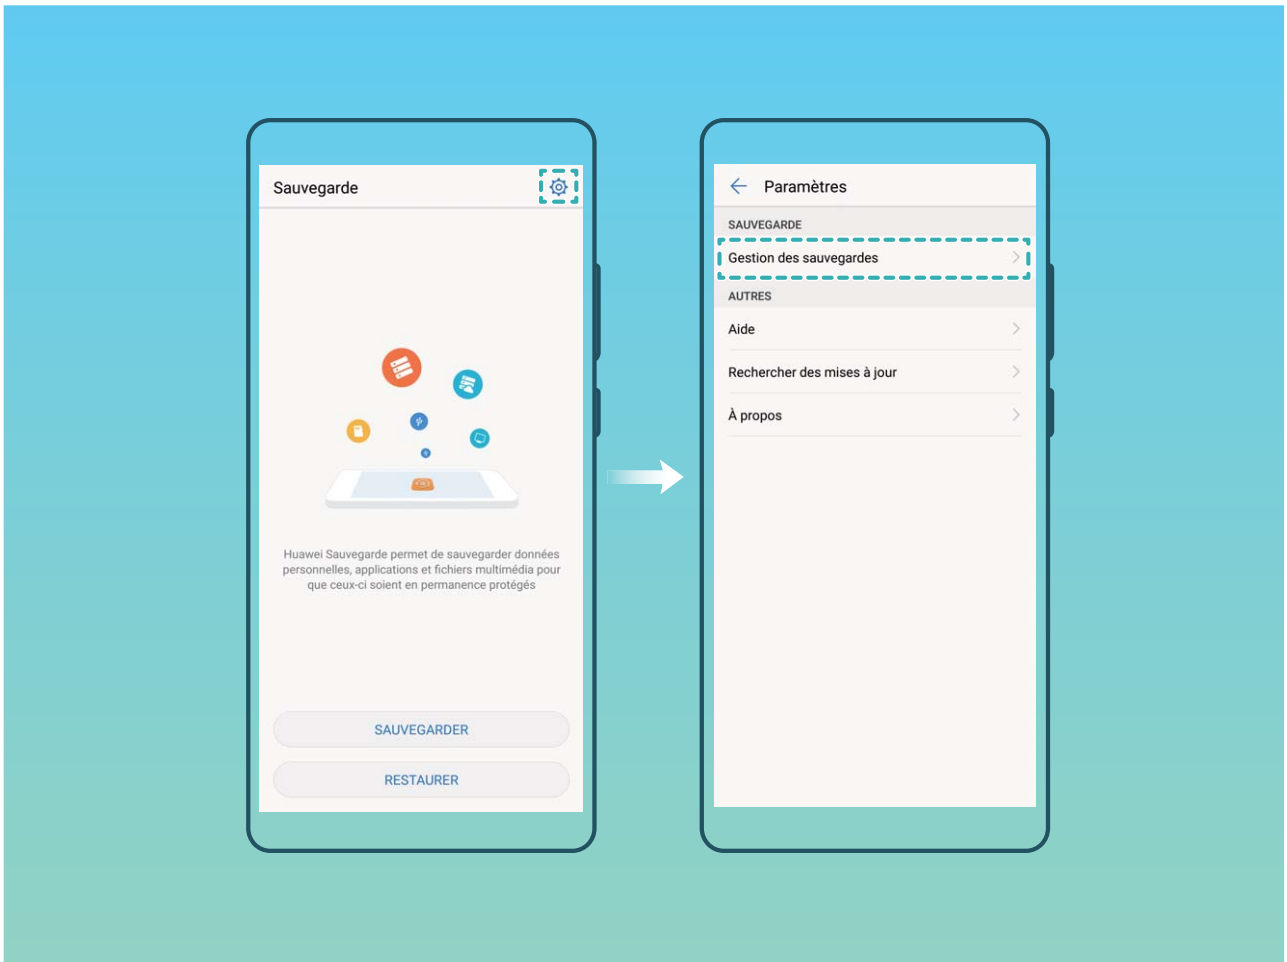 Sauvegarde
Huawei Sauvegarde permet de sauvegarder données
personnelles, applications et fichiers multimédia pour
que ceux-ci soient en permanence protégés
SAUVEGARDER
RESTAURER
Paramètres
SAUVEGARDE
Gestion des sauvegardes
AUTRES
Aide
Rechercher des mises à jour
À propos